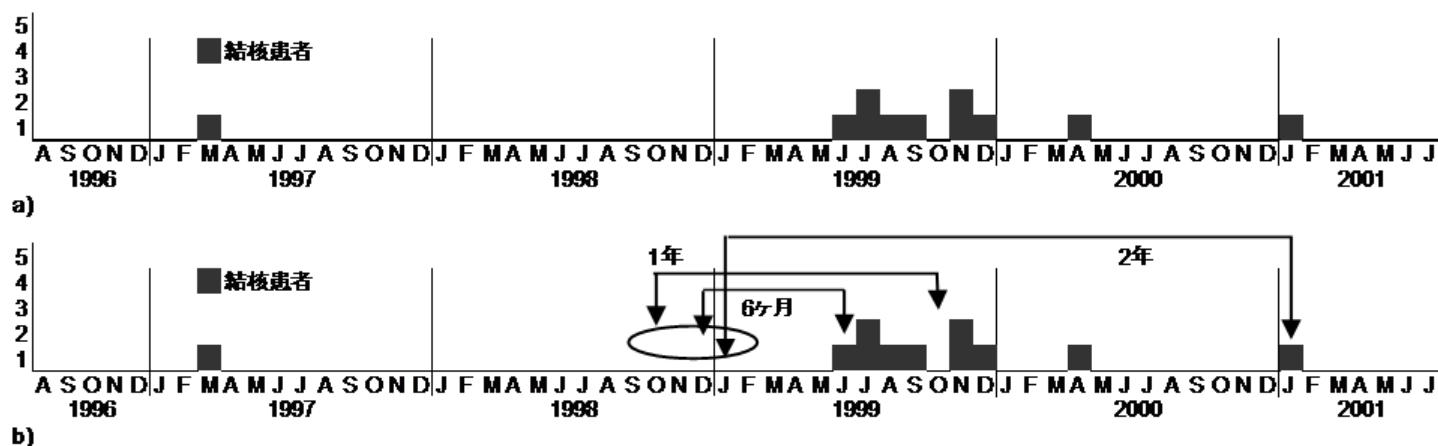 5
4 結核患者
3
2
1
A S O N D J F M A M J J A S O N D J F M A M J J A S O N D J F M A M J J A S O N D J F M A M J J A S O N D J F M A M J J
1996 1997 1998 1999 2000 2001
a)
5 1年 2年
4 結核患者
3 6ヶ月
2
1
A S O N D J F M A M J J A S O N D J F M A M J J A S O N D J F M A M J J A S O N D J F M A M J J A S O N D J F M A M J J
1996 1997 1998 1999 2000 2001
b)